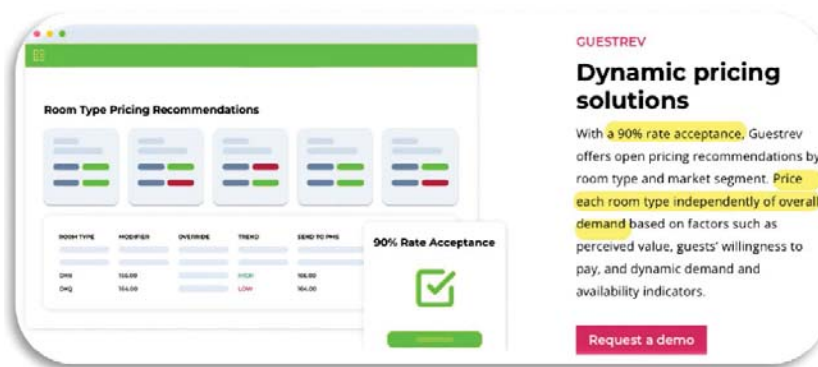 GUESTREV
Dynamic pricing
solutions
With a 90% rate acceptance, Guestrev
offers open pricing recommendations by
room type and market segment. Price
each room type independently of overall
demand based on factors such as
perceived value, guests' willingness to
pay, and dynamic demand and
availability indicators.
Request a demo
Room Type Pricing Recommendations
ROOM TYPE MODIFIER OVERRIDE TREND SEND TO PMS
HIGH
LOW 164.00
90% Rate Acceptance